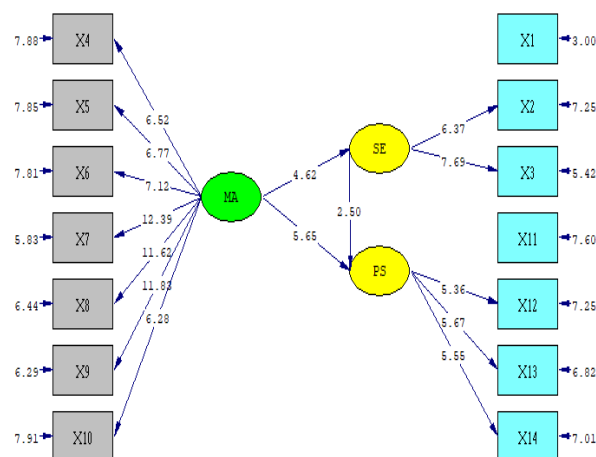 7.88 X4
7.85 X5
7.81 X6
5.83 X7
6.44 X8
6.29 X9
7.91 X10
6.52
6.77
7.12
12.39
11.62
11.83
6.28
MA
4.62
5.65
SE
2.50
PS
6.37
7.69
5.36
5.67
5.55
X1 3.00
X2 7.25
X3 5.42
X11 7.60
X12 7.25
X13 6.82
X14 7.01